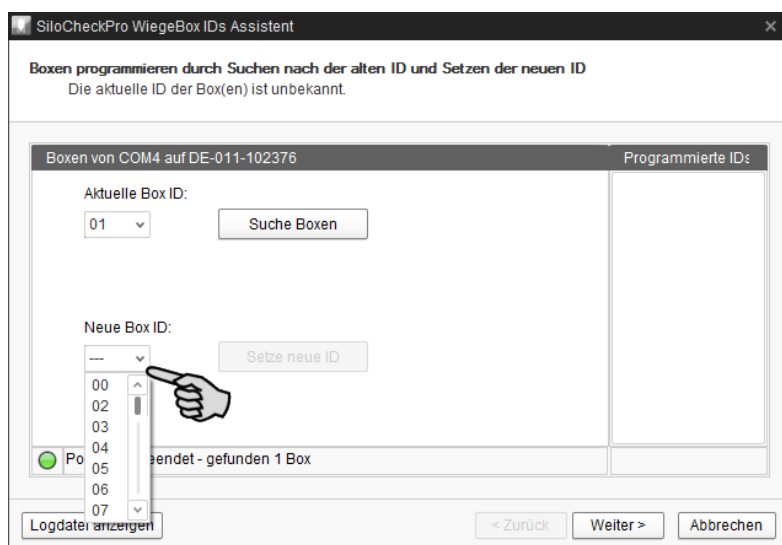 SiloCheckPro WiegeBox IDs Assistent
Boxen programmieren durch Suchen nach der alten ID und Setzen der neuen ID
Die aktuelle ID der Box(en) ist unbekannt.
Boxen von COM4 auf DE-011-102376
Programmierte IDs
Aktuelle Box ID:
01
Suche Boxen
Neue Box ID:
---
Setze neue ID
00
02
03
04
05
06
07
- gefunden 1 Box
Logdatei anzeigen
< Zurück
Weiter >
Abbrechen